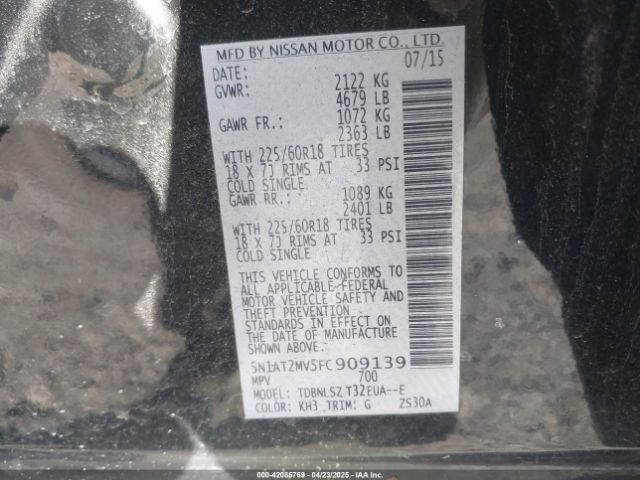 MFD BY NISSAN MOTOR CO., LTD.
DATE: 07/15
GVWR: 2122 KG
4679 LB
GAWR FR.: 1072 KG
2363 LB
WITH 225/60R18 TIRES
18 X 7J RIMS AT 33 PSI
COLD SINGLE
GAWR RR.: 1089 KG
2401 LB
WITH 225/60R18 TIRES
18 X 7J RIMS AT 33 PSI
COLD SINGLE
THIS VEHICLE CONFORMS TO
ALL APPLICABLE FEDERAL
MOTOR VEHICLE SAFETY AND
THEFT PREVENTION
STANDARDS IN EFFECT ON
THE DATE OF MANUFACTURE
SHOWN ABOVE
5N1AT2MV5FC909139
MPV 700
MODEL: TDBNLSZ T32EUA--E
COLOR: KH3 TRIM: G ZS30A
000-42085769 - 04/23/2025 - IAAI.COM